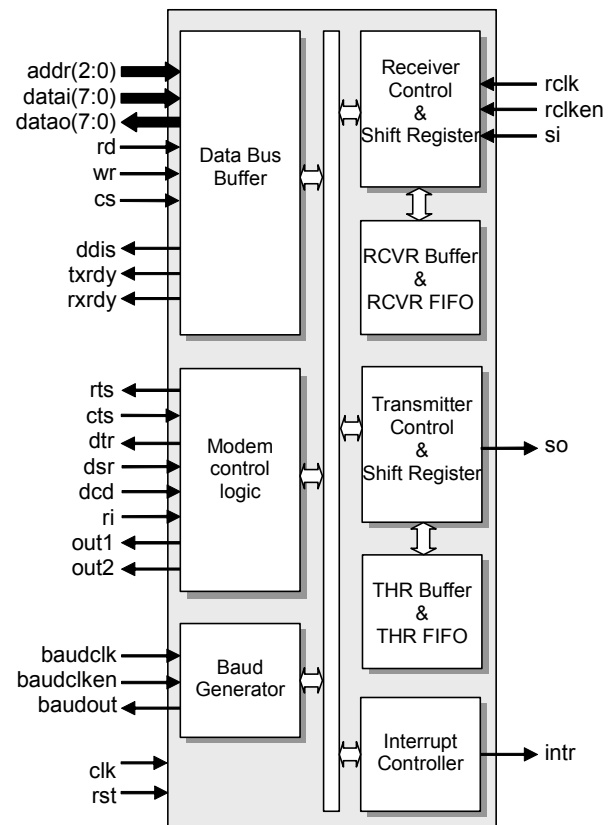 addr(2:0)
datai(7:0)
datao(7:0)
rd
wr
cs
ddis
txrdy
rxrdy
Data Bus
Buffer
rts
cts
dtr
dsr
dcd
ri
out1
out2
Modem
control
logic
baudclk
baudclken
baudout
Baud
Generator
clk
rst
Receiver
Control
&
Shift Register
rclk
rclken
si
RCVR Buffer
&
RCVR FIFO
Transmitter
Control
&
Shift Register
so
THR Buffer
&
THR FIFO
Interrupt
Controller
intr